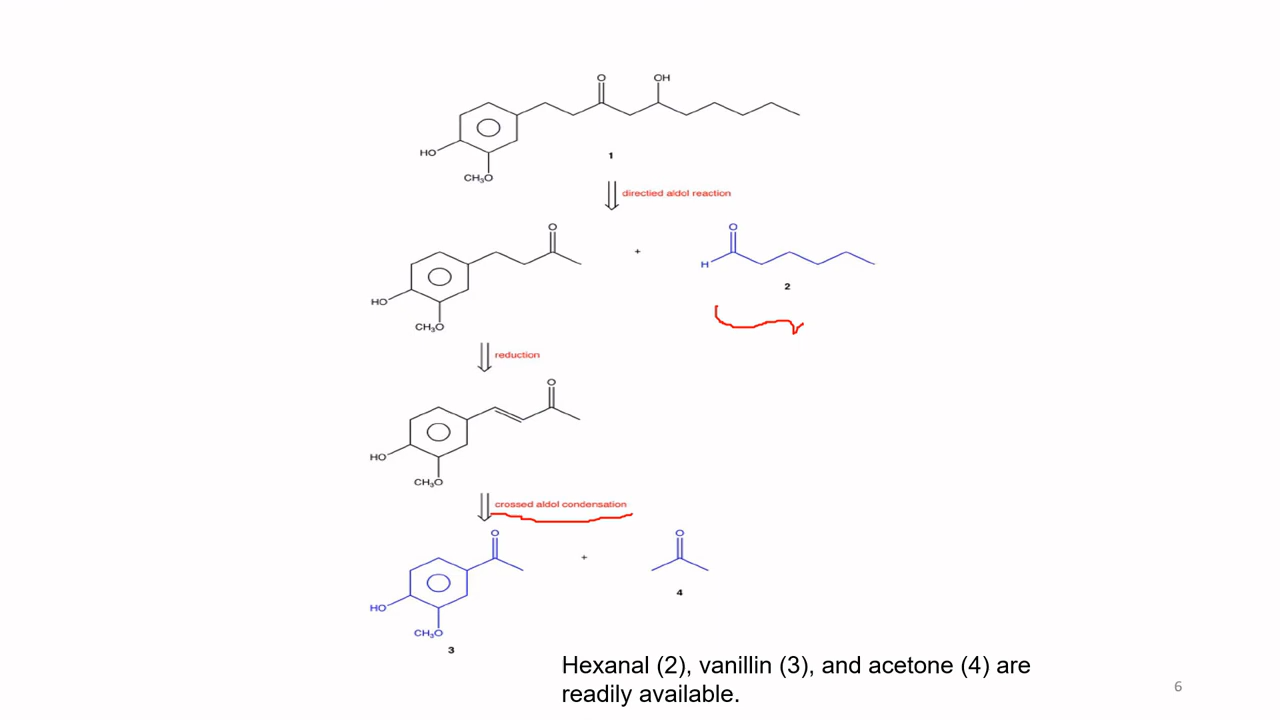 O OH
HO
1
CH₃O
directied aldol reaction
O O
+ H
2
HO
CH₃O
reduction
O
HO
CH₃O
crossed aldol condensation
O O
+
4
HO
CH₃O
3
Hexanal (2), vanillin (3), and acetone (4) are
readily available.
6